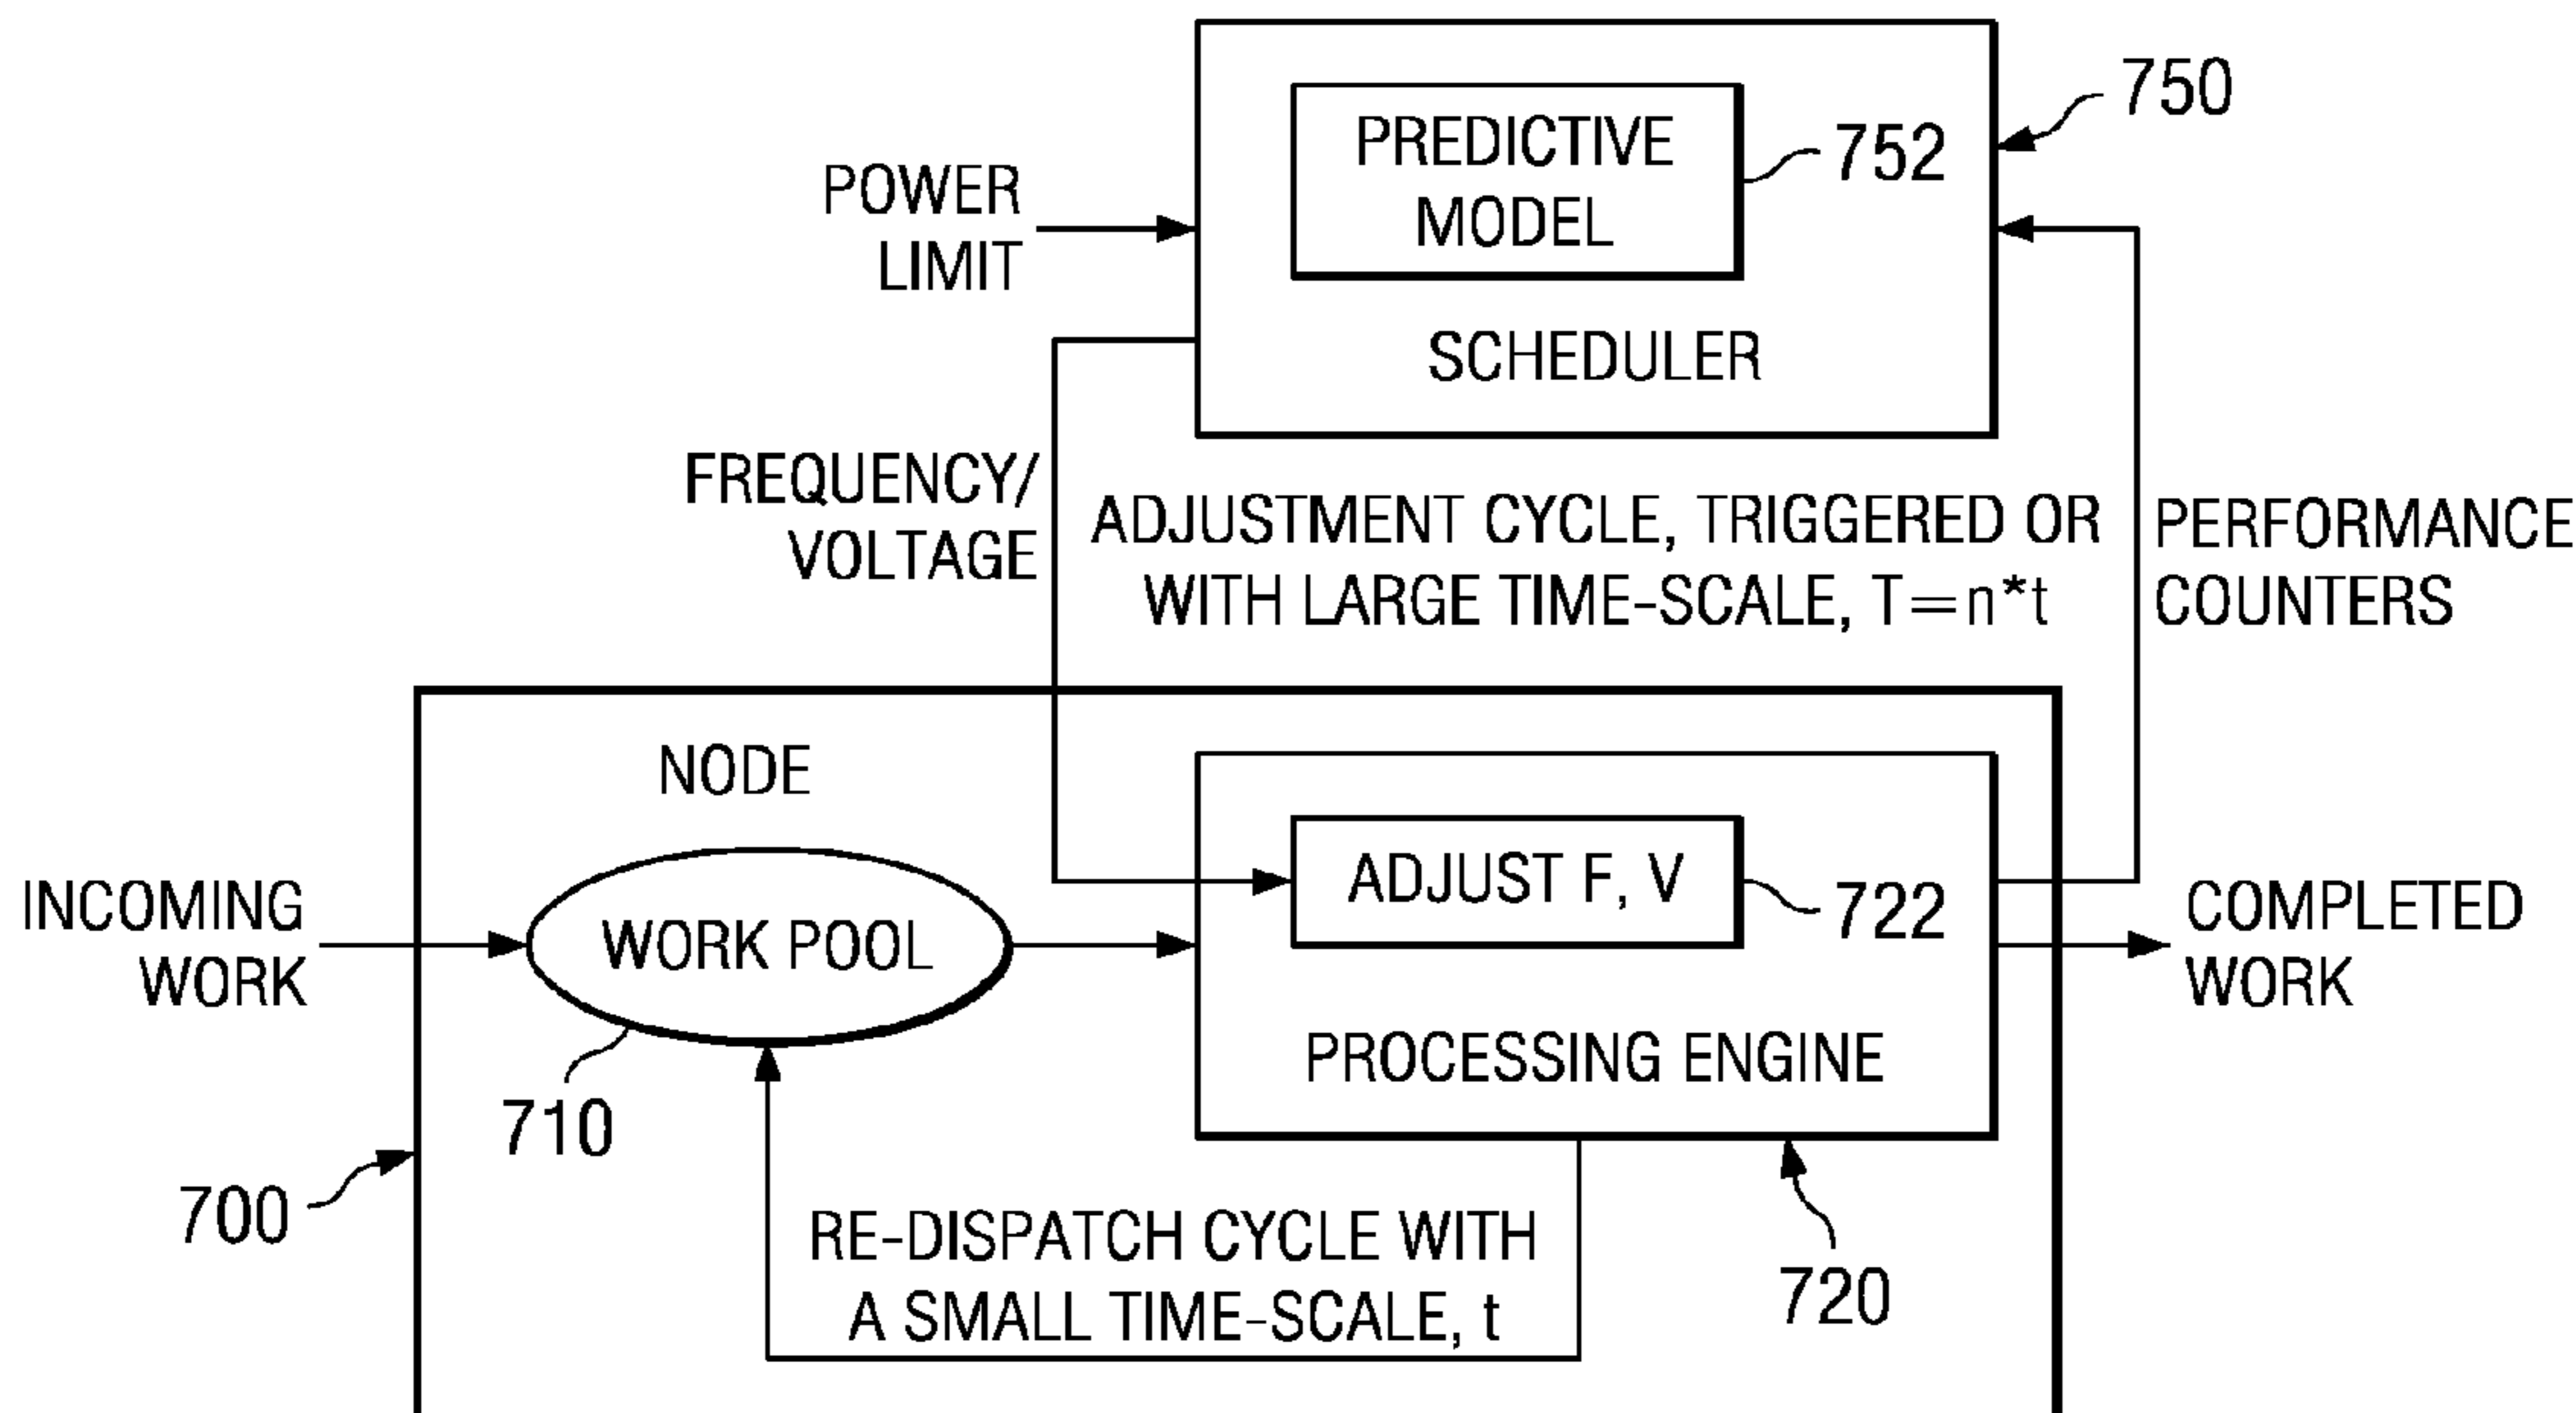 750
PREDICTIVE
MODEL
752
POWER
LIMIT
SCHEDULER
FREQUENCY/
VOLTAGE
ADJUSTMENT CYCLE, TRIGGERED OR
WITH LARGE TIME-SCALE, T=n*t
PERFORMANCE
COUNTERS
NODE
INCOMING
WORK
WORK POOL
710
ADJUST F, V
722
PROCESSING ENGINE
COMPLETED
WORK
700
RE-DISPATCH CYCLE WITH
A SMALL TIME-SCALE, t
720